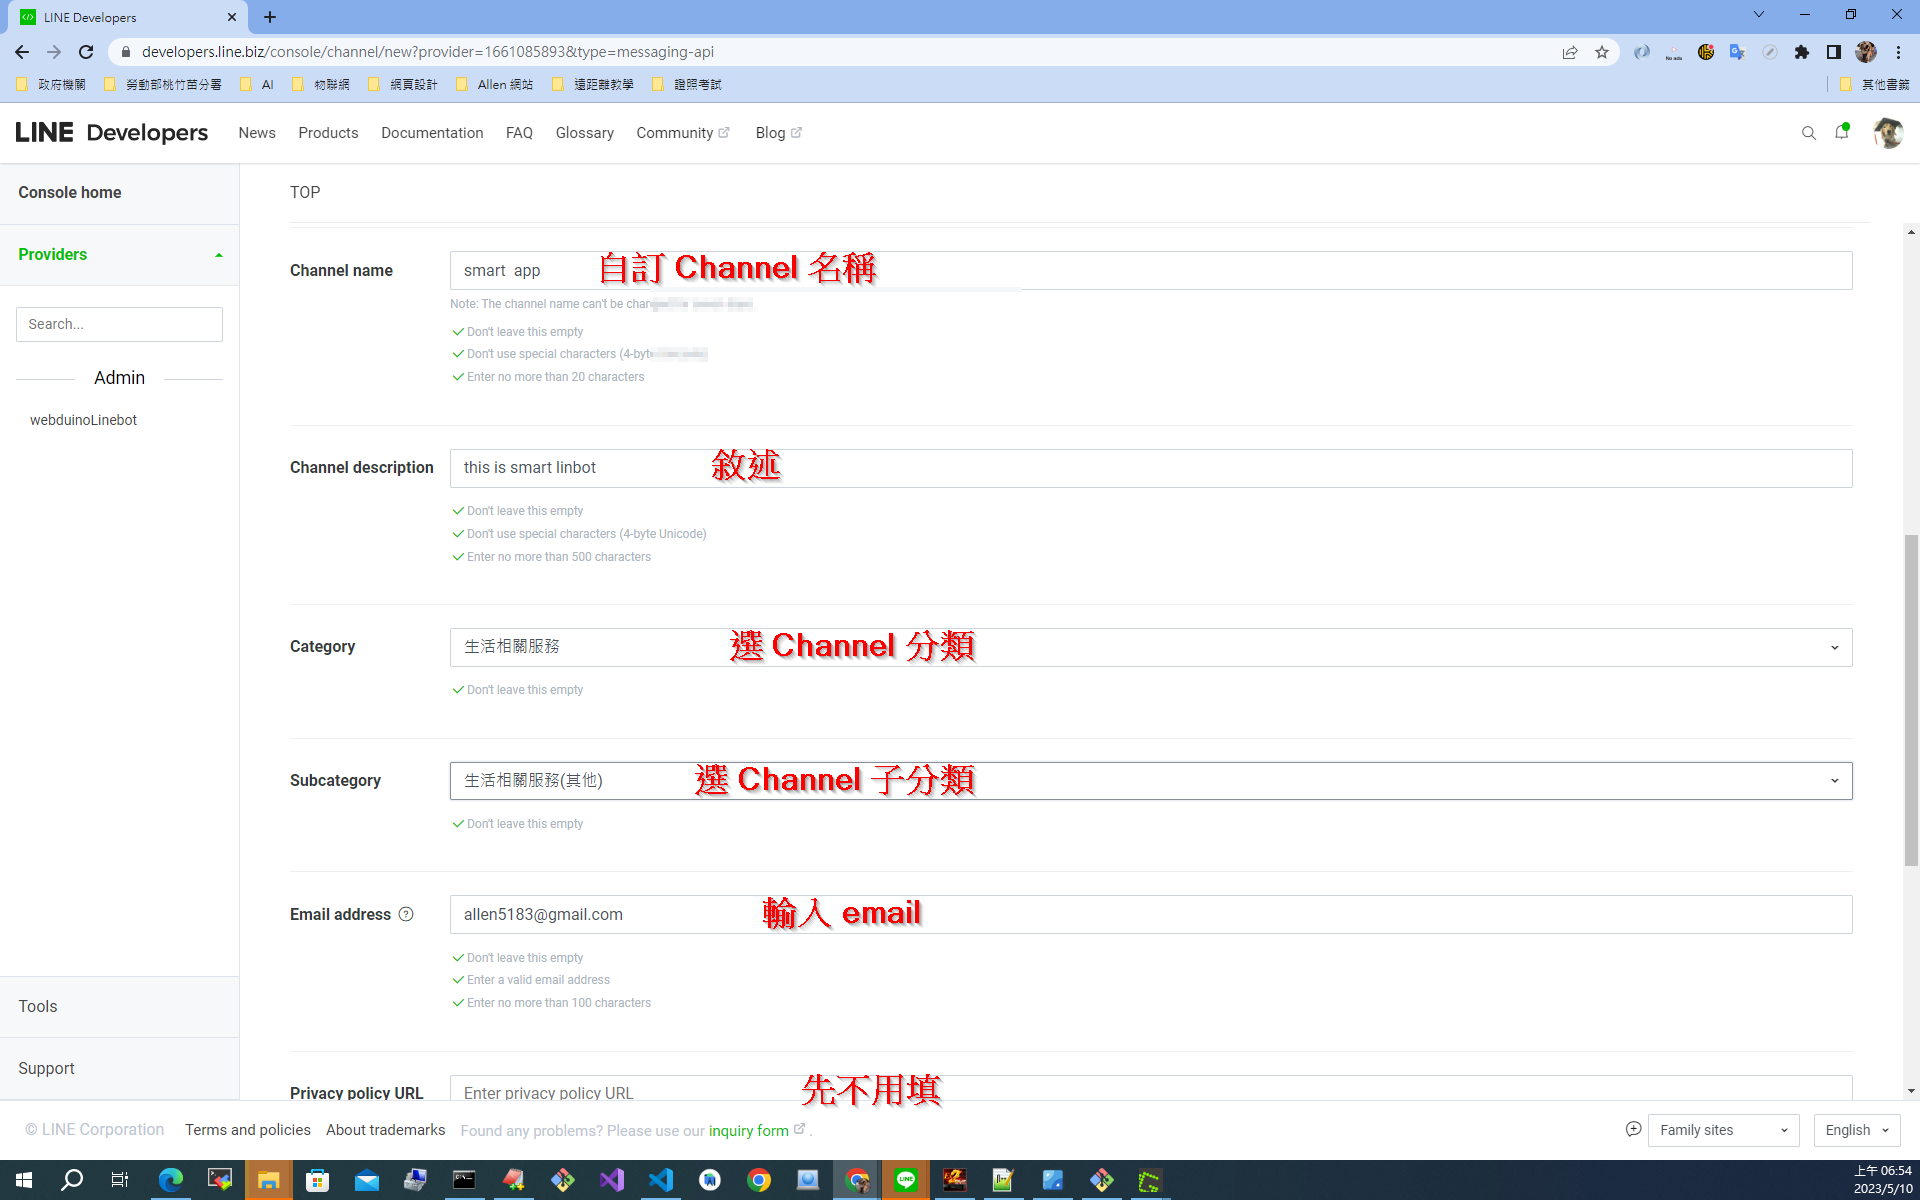 LINE Developers
developers.line.biz/console/channel/new?provider=1661085893&type=messaging-api
No ads
政府機關 勞動部桃竹苗分署 AI 物聯網 網頁設計 Allen 網站 遠距離教學 證照考試 其他書籤
LINE Developers News Products Documentation FAQ Glossary Community Blog
Console home
Providers
Search...
Admin
webduinoLinebot
Tools
Support
TOP
Channel name smart app 自訂 Channel 名稱
Note: The channel name can't be
Don't leave this empty
Don't use special characters
Enter no more than 20 characters
Channel description this is smart linbot 敘述
Don't leave this empty
Don't use special characters (4-byte Unicode)
Enter no more than 500 characters
Category 生活相關服務 選 Channel 分類
Don't leave this empty
Subcategory 生活相關服務(其他) 選 Channel 子分類
Don't leave this empty
Email address allen5183@gmail.com 輸入 email
Don't leave this empty
Enter a valid email address
Enter no more than 100 characters
Privacy policy URL Enter privacy policy URL 先不用填
© LINE Corporation Terms and policies About trademarks Found any problems? Please use our inquiry form . Family sites English
上午 06:54
2023/5/10